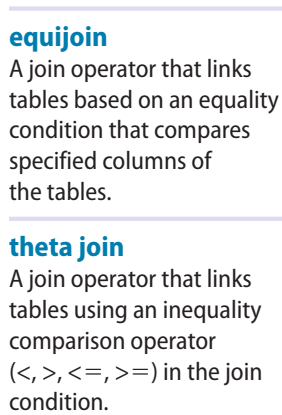 equijoin
A join operator that links
tables based on an equality
condition that compares
specified columns of
the tables.
theta join
A join operator that links
tables using an inequality
comparison operator
(<, >, <=, >=) in the join
condition.